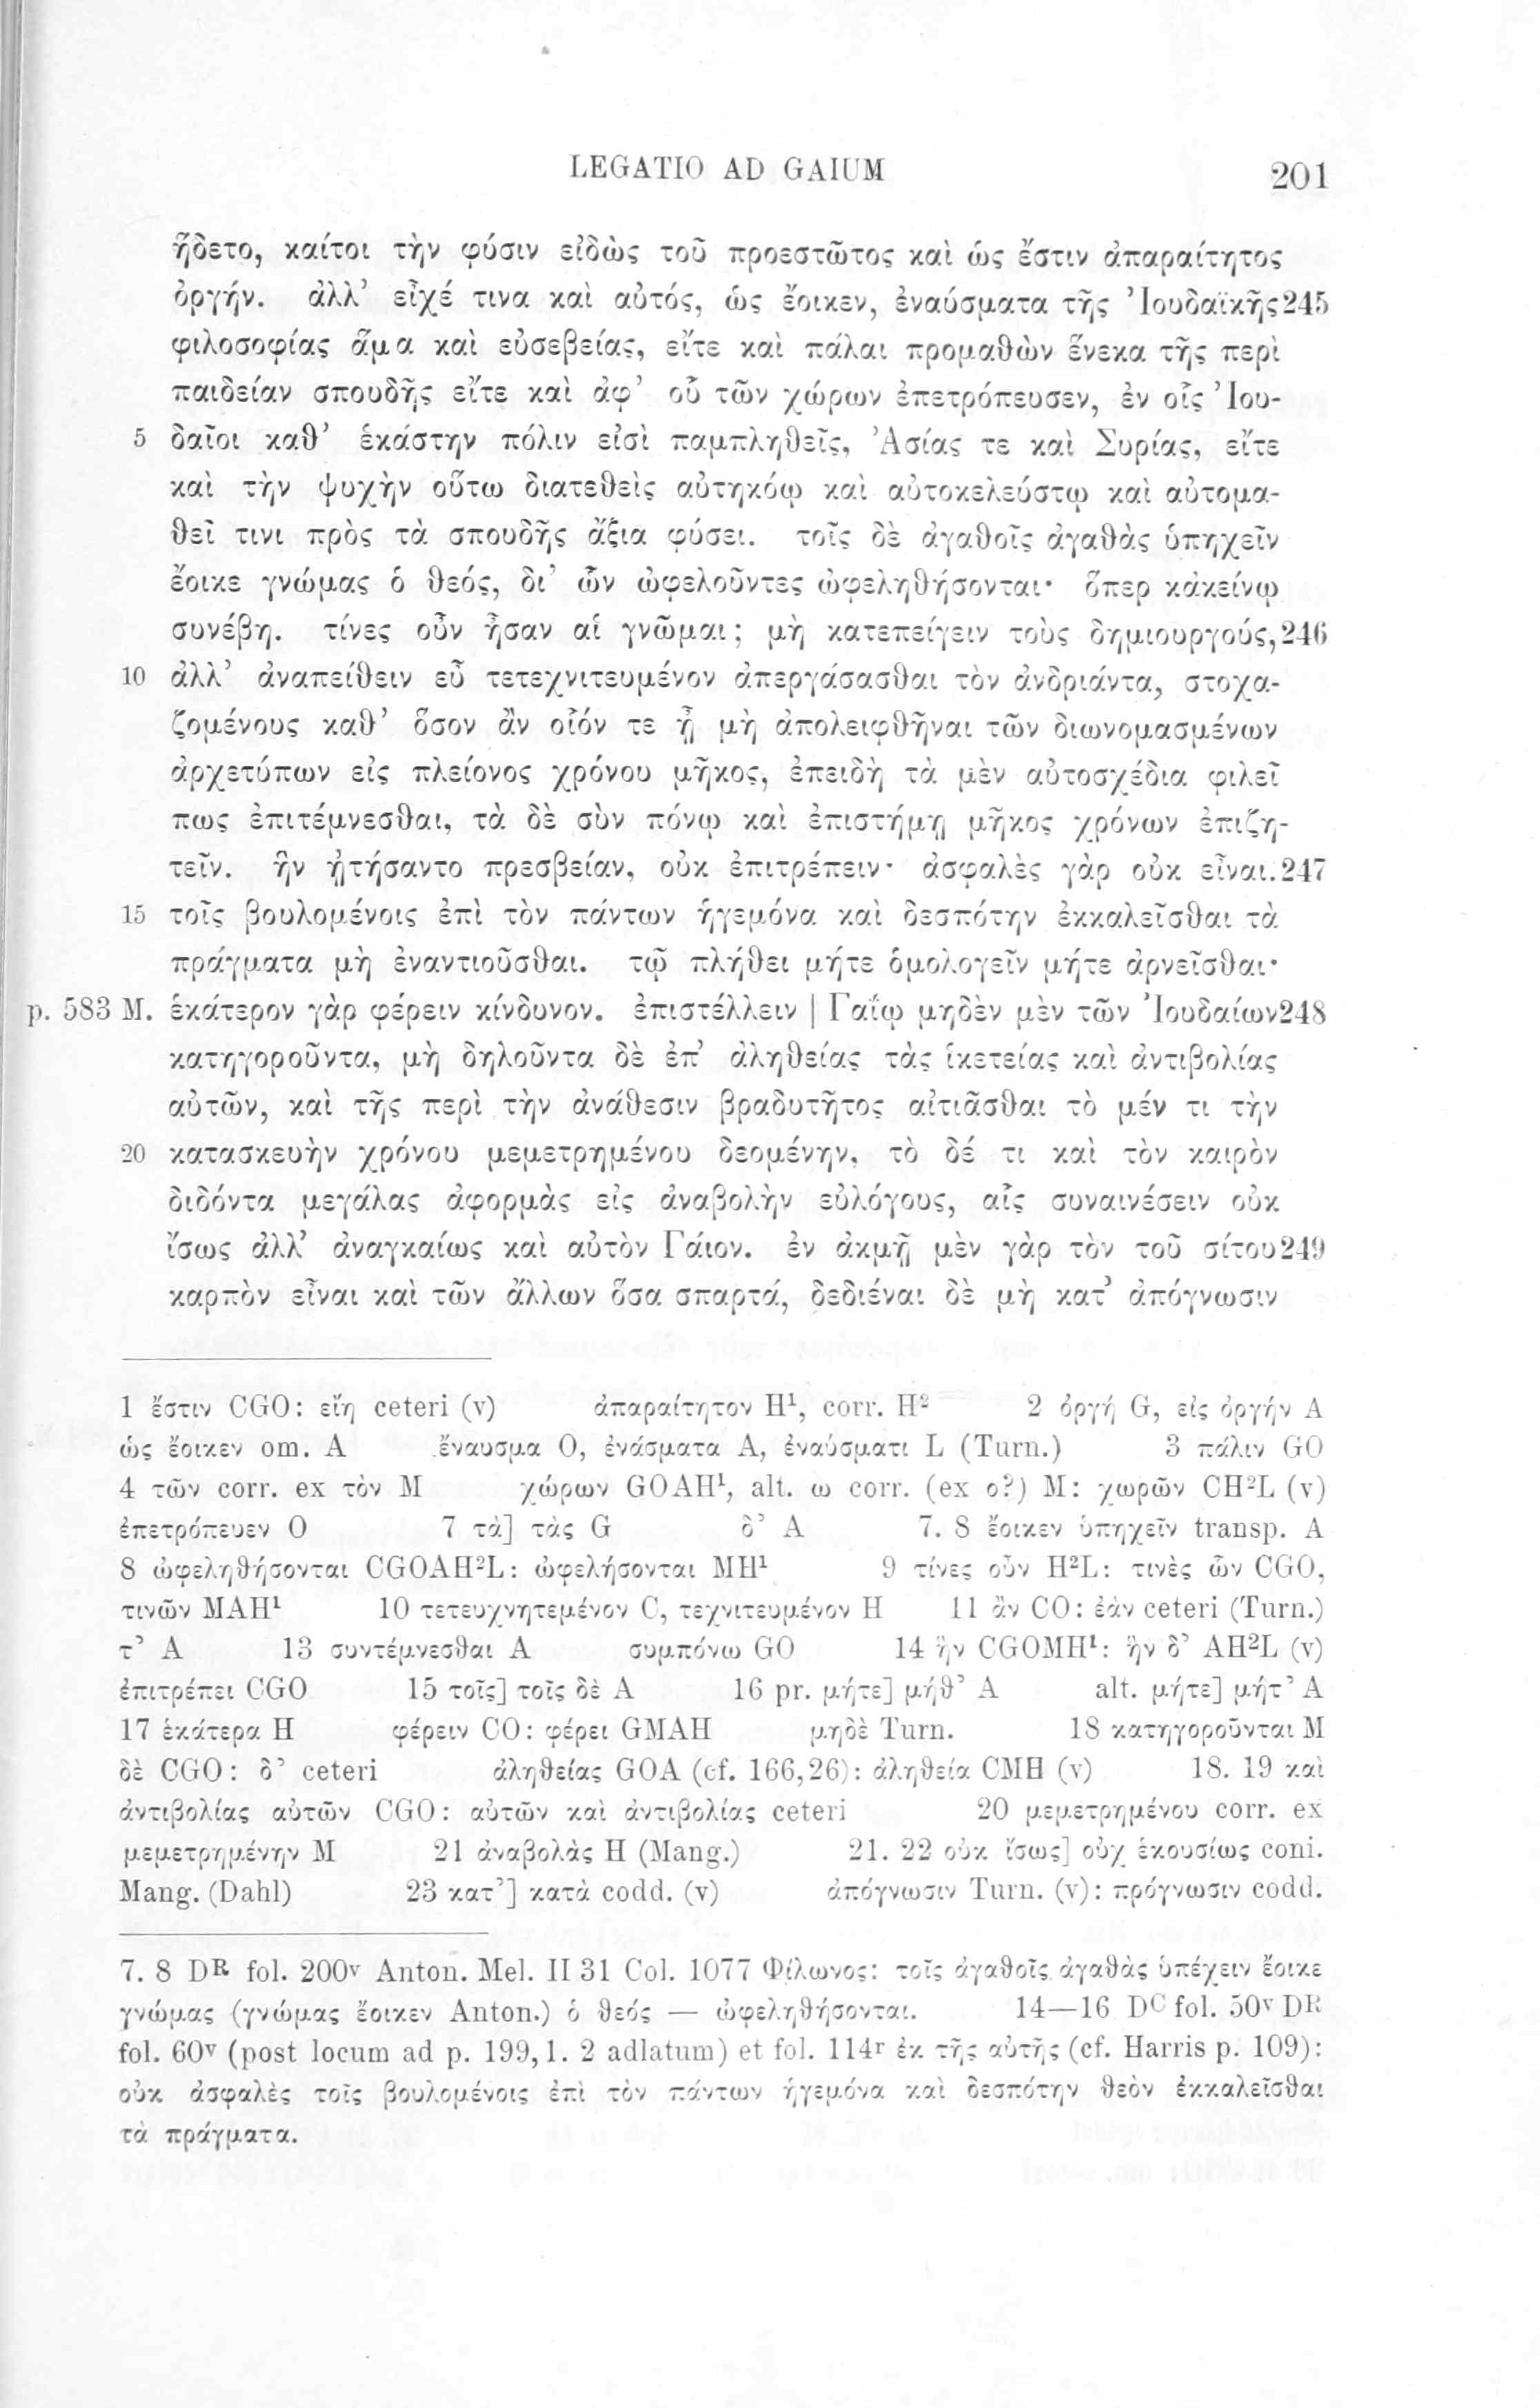 LEGATIO AD GAIUM 201
ᾔδετο, καίτοι τὴν φύσιν εἰδὼς τοῦ προεστῶτος καὶ ὡς ἔστιν ἀπαραίτητος
ὀργήν. ἀλλ’ εἶχέ τινα καὶ αὐτός, ὡς ἔοικεν, ἐναύσματα τῆς Ἰουδαϊκῆς 245
φιλοσοφίας ἅμα καὶ εὐσεβείας, εἴτε καὶ πάλαι προμαθὼν ἕνεκα τῆς περὶ
παιδείαν σπουδῆς εἴτε καὶ ἀφ’ οὗ τῶν χώρων ἐπετρόπευσεν, ἐν οἷς Ἰου-
5 δαῖοι καθ’ ἑκάστην πόλιν εἰσὶ παμπληθεῖς, Ἀσίας τε καὶ Συρίας, εἴτε
καὶ τὴν ψυχὴν οὕτω διατεθεὶς αὐτηκόῳ καὶ αὐτοκελεύστῳ καὶ αὐτομα-
θεῖ τινι πρὸς τὰ σπουδῆς ἄξια φύσει. τοῖς δὲ ἀγαθοῖς ἀγαθὰς ὑπηχεῖν
ἔοικε γνώμας ὁ θεός, δι’ ὧν ὠφελοῦντες ὠφεληθήσονται· ὅπερ κἀκείνῳ
συνέβη. τίνες οὖν ἦσαν αἱ γνῶμαι; μὴ κατεπείγειν τοὺς δημιουργούς, 246
10 ἀλλ’ ἀναπείθειν εὖ τετεχνιτευμένον ἀπεργάσασθαι τὸν ἀνδριάντα, στοχα-
ζομένους καθ’ ὅσον ἂν οἷόν τε ᾖ μὴ ἀπολειφθῆναι τῶν διωνομασμένων
ἀρχετύπων εἰς πλείονος χρόνου μῆκος, ἐπειδὴ τὰ μὲν αὐτοσχέδια φιλεῖ
πως ἐπιτέμνεσθαι, τὰ δὲ σὺν πόνῳ καὶ ἐπιστήμῃ μῆκος χρόνων ἐπιζη-
τεῖν. ἣν ᾐτήσαντο πρεσβείαν, οὐκ ἐπιτρέπειν· ἀσφαλὲς γὰρ οὐκ εἶναι. 247
15 τοῖς βουλομένοις ἐπὶ τὸν πάντων ἡγεμόνα καὶ δεσπότην ἐκκαλεῖσθαι τὰ
πράγματα μὴ ἐναντιοῦσθαι. τῷ πλήθει μήτε ὁμολογεῖν μήτε ἀρνεῖσθαι·
p. 583 M. ἑκάτερον γὰρ φέρειν κίνδυνον. ἐπιστέλλειν | Γαΐῳ μηδὲν μὲν τῶν Ἰουδαίων 248
κατηγοροῦντα, μὴ δηλοῦντα δὲ ἐπ’ ἀληθείας τὰς ἱκετείας καὶ ἀντιβολίας
αὐτῶν, καὶ τῆς περὶ τὴν ἀνάθεσιν βραδυτῆτος αἰτιᾶσθαι τὸ μέν τι τὴν
20 κατασκευὴν χρόνου μεμετρημένου δεομένην, τὸ δέ τι καὶ τὸν καιρὸν
διδόντα μεγάλας ἀφορμὰς εἰς ἀναβολὴν εὐλόγους, αἷς συναινέσειν οὐκ
ἴσως ἀλλ’ ἀναγκαίως καὶ αὐτὸν Γάιον. ἐν ἀκμῇ μὲν γὰρ τὸν τοῦ σίτου 249
καρπὸν εἶναι καὶ τῶν ἄλλων ὅσα σπαρτά, δεδιέναι δὲ μὴ κατ’ ἀπόγνωσιν
1 ἔστιν CGO: εἴη ceteri (v) ἀπαραίτητον H¹, corr. H² 2 ὀργή G, εἰς ὀργήν A
ὡς ἔοικεν om. A ἔναυσμα O, ἐνάσματα A, ἐναύσματι L (Turn.) 3 πάλιν GO
4 τῶν corr. ex τὸν M χώρων GOAH¹, alt. ω corr. (ex ο?) M: χωρῶν CH²L (v)
ἐπετρόπευεν O 7 τὰ] τὰς G δ’ A 7. 8 ἔοικεν ὑπηχεῖν transp. A
8 ὠφεληθήσονται CGOAH²L: ὠφελήσονται MH¹ 9 τίνες οὖν H²L: τινὲς ὧν CGO,
τινῶν MAH¹ 10 τετευχνητεμένον C, τεχνιτευμένον H 11 ἂν CO: ἐὰν ceteri (Turn.)
τ’ A 13 συντέμνεσθαι A συμπόνω GO 14 ἣν CGOMH¹: ἣν δ’ AH²L (v)
ἐπιτρέπει CGO 15 τοῖς] τοῖς δὲ A 16 pr. μήτε] μήθ’ A alt. μήτε] μήτ’ A
17 ἑκάτερα H φέρειν CO: φέρει GMAH μηδὲ Turn. 18 κατηγοροῦνται M
δὲ CGO: δ’ ceteri ἀληθείας GOA (cf. 166,26): ἀληθεία CMH (v) 18. 19 καὶ
ἀντιβολίας αὐτῶν CGO: αὐτῶν καὶ ἀντιβολίας ceteri 20 μεμετρημένου corr. ex
μεμετρημένην M 21 ἀναβολὰς H (Mang.) 21. 22 οὐκ ἴσως] οὐχ ἑκουσίως coni.
Mang. (Dahl) 23 κατ’] κατὰ codd. (v) ἀπόγνωσιν Turn. (v): πρόγνωσιν codd.
7. 8 Dᴿ fol. 200ᵛ Anton. Mel. II 31 Col. 1077 Φίλωνος: τοῖς ἀγαθοῖς ἀγαθὰς ὑπέχειν ἔοικε
γνώμας (γνώμας ἔοικεν Anton.) ὁ θεός — ὠφεληθήσονται. 14—16 Dᶜ fol. 50ᵛ Dᴿ
fol. 60ᵛ (post locum ad p. 199,1. 2 adlatum) et fol. 114ʳ ἐκ τῆς αὐτῆς (cf. Harris p. 109):
οὐκ ἀσφαλὲς τοῖς βουλομένοις ἐπὶ τὸν πάντων ἡγεμόνα καὶ δεσπότην θεὸν ἐκκαλεῖσθαι
τὰ πράγματα.